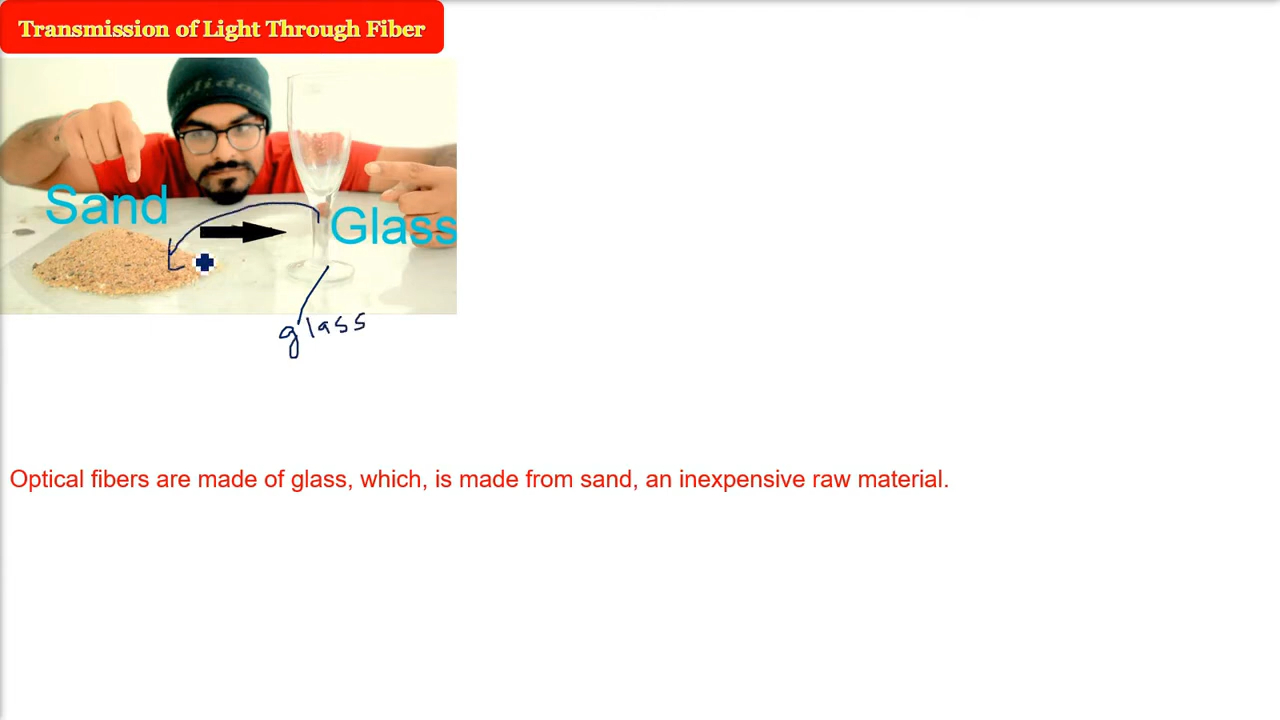 Transmission of Light Through Fiber
adidas
Sand
Glass
glass
Optical fibers are made of glass, which, is made from sand, an inexpensive raw material.